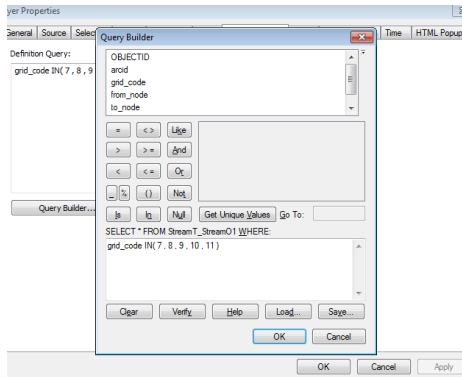 yer Properties
General Source Selec
Time HTML Popup
Definition Query:
grid_code IN( 7 , 8 , 9
Query Builder...
Query Builder
OBJECTID
arcid
grid_code
from_node
to_node
= < > Like
> > = And
< < = Or
_ % () Not
Is In Null Get Unique Values Go To:
SELECT * FROM StreamT_StreamO1 WHERE:
grid_code IN( 7 , 8 , 9 , 10 , 11 )
Clear Verify Help Load... Save...
OK Cancel
OK Cancel Apply